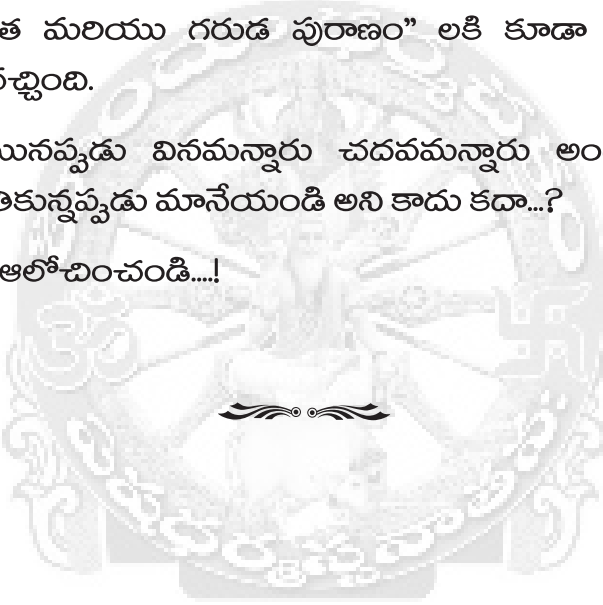 త మరియు గరుడ పురాణం” లకి కూడా
చ్చింది.
యినప్పడు వినమన్నారు చదవమన్నారు అం
తికున్నప్పడు మానేయండి అని కాదు కదా...?
ఆలోచించండి....!
ఓం